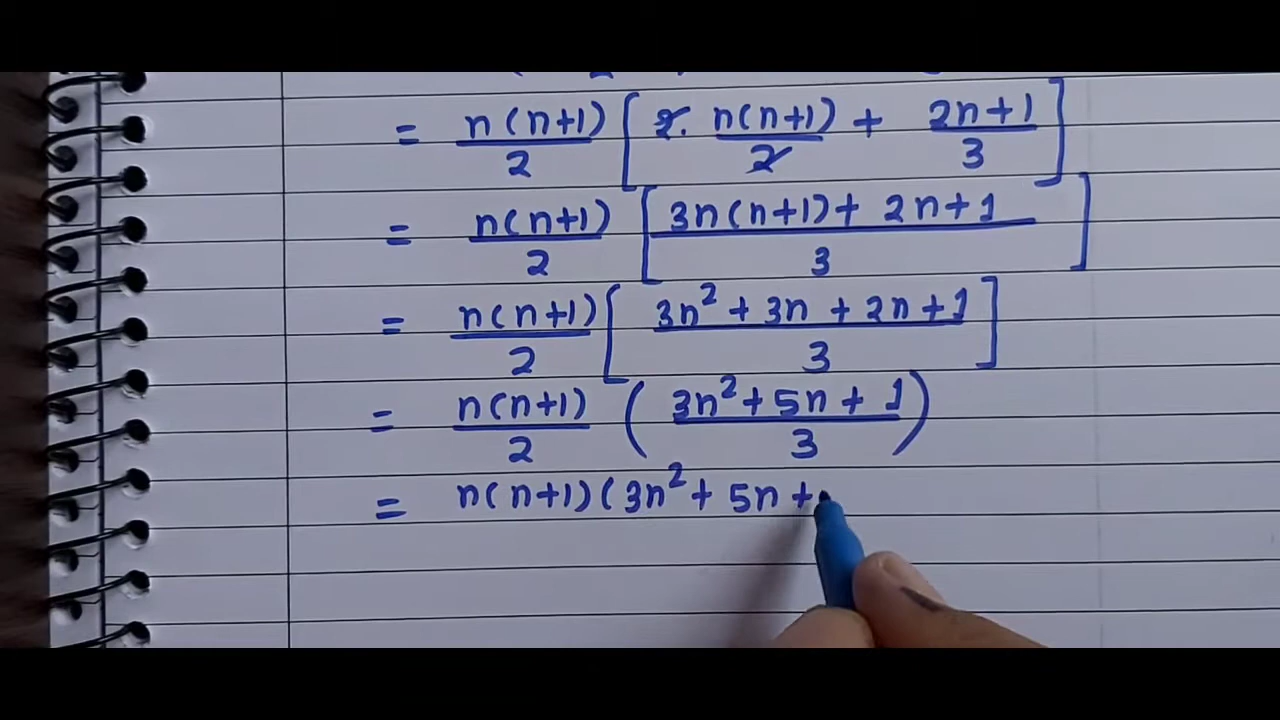 = n(n+1)/2 [2. n(n+1)/2 + 2n+1/3]
= n(n+1)/2 [3n(n+1)+ 2n+1/3]
= n(n+1)/2 [3n² + 3n + 2n+1/3]
= n(n+1)/2 (3n²+5n + 1/3)
= n(n+1)(3n²+ 5n+